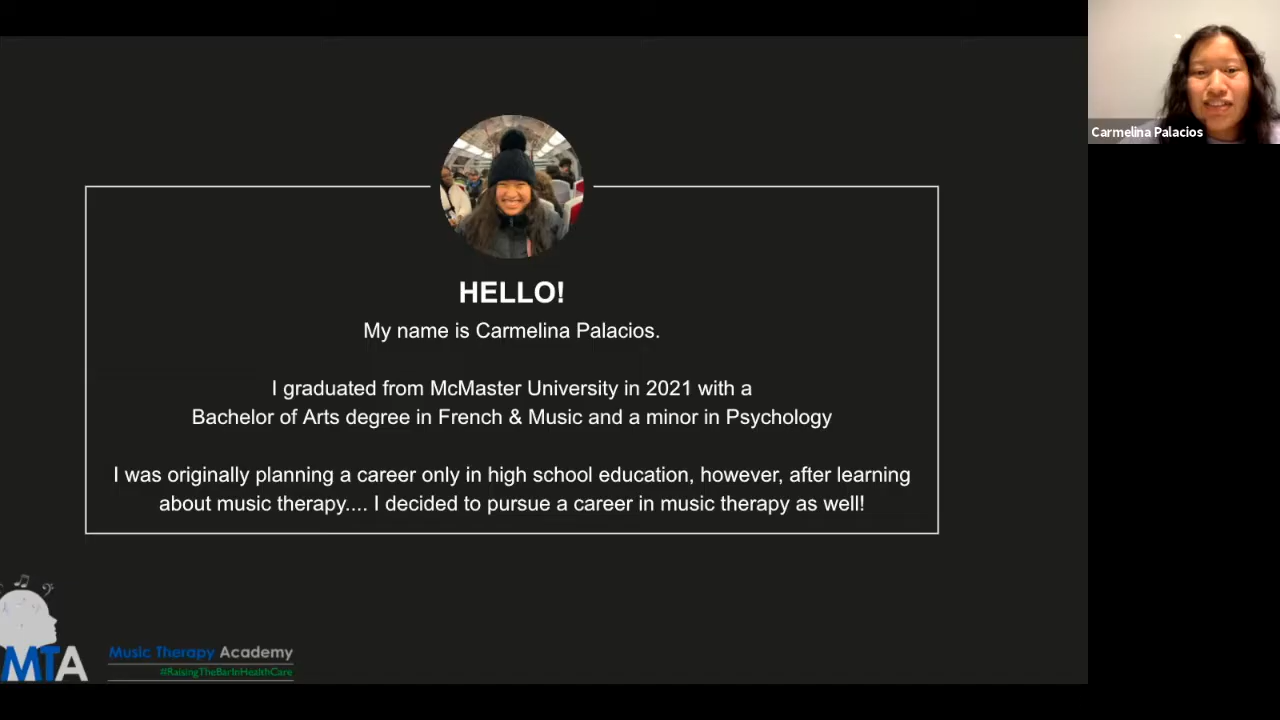 Carmelina Palacios
HELLO!
My name is Carmelina Palacios.
I graduated from McMaster University in 2021 with a
Bachelor of Arts degree in French & Music and a minor in Psychology
I was originally planning a career only in high school education, however, after learning
about music therapy.... I decided to pursue a career in music therapy as well!
MTA
Music Therapy Academy
#RaisingTheBarInHealthCare